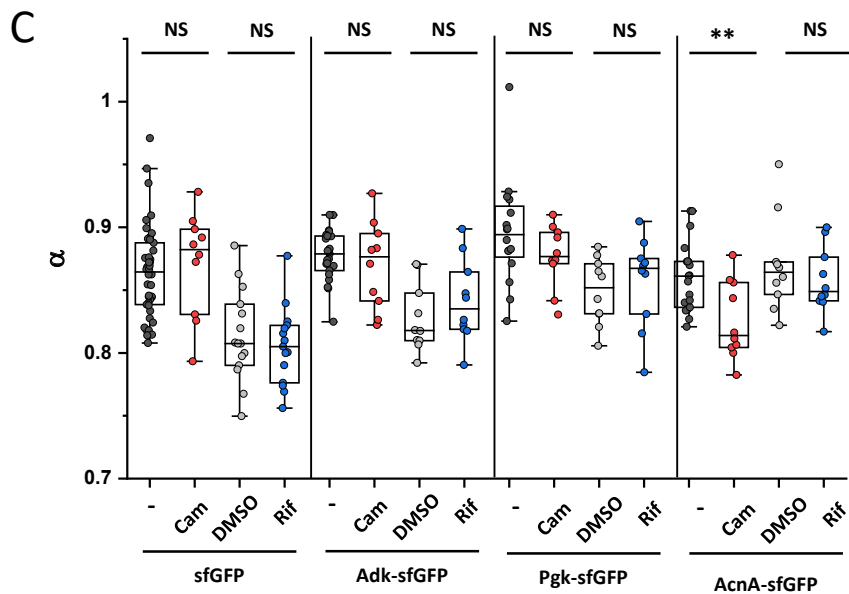 C
NS NS NS NS NS NS ** NS
1
0.9
0.8
0.7
α
- Cam DMSO Rif - Cam DMSO Rif - Cam DMSO Rif - Cam DMSO Rif
sfGFP Adk-sfGFP Pgk-sfGFP AcnA-sfGFP